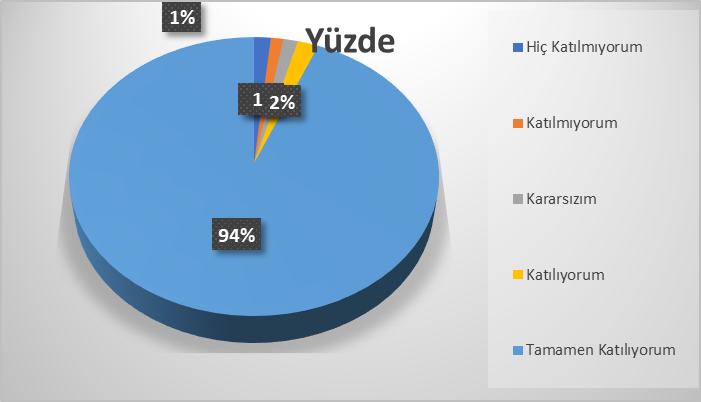 1%
Yüzde
1
2%
94%
Hiç Katılmıyorum
Katılmıyorum
Kararsızım
Katılıyorum
Tamamen Katılıyorum